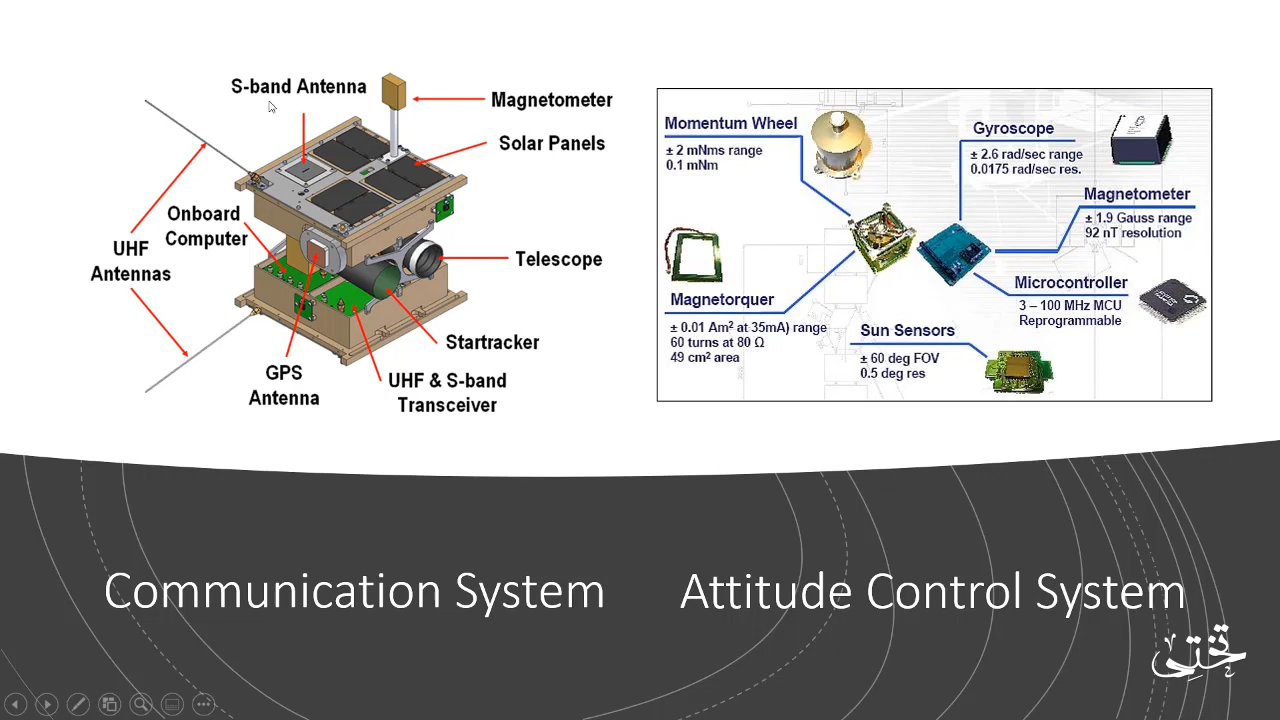 S-band Antenna
Magnetometer
Solar Panels
Onboard
Computer
UHF
Antennas
Telescope
Startracker
GPS
Antenna
UHF & S-band
Transceiver
Momentum Wheel
± 2 mNms range
0.1 mNm
Gyroscope
± 2.6 rad/sec range
0.0175 rad/sec res.
Magnetometer
± 1.9 Gauss range
92 nT resolution
Microcontroller
3 – 100 MHz MCU
Reprogrammable
Magnetorquer
± 0.01 Am² at 35mA) range
60 turns at 80 Ω
49 cm² area
Sun Sensors
± 60 deg FOV
0.5 deg res
Communication System
Attitude Control System
تختی